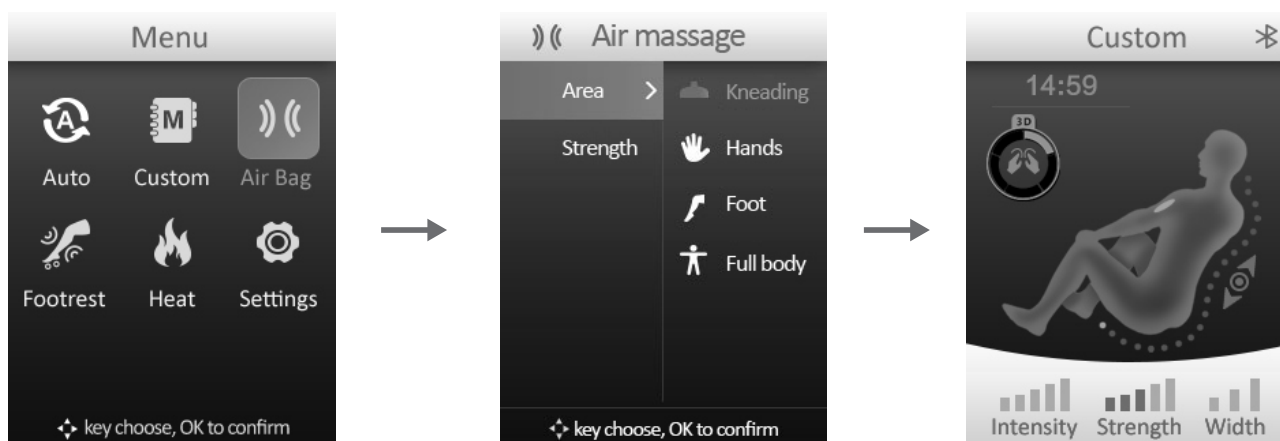 Menu
A
M
Auto
Custom
Air Bag
Footrest
Heat
Settings
key choose, OK to confirm
Air massage
Area
Kneading
Strength
Hands
Foot
Full body
key choose, OK to confirm
Custom
14:59
3D
Intensity
Strength
Width